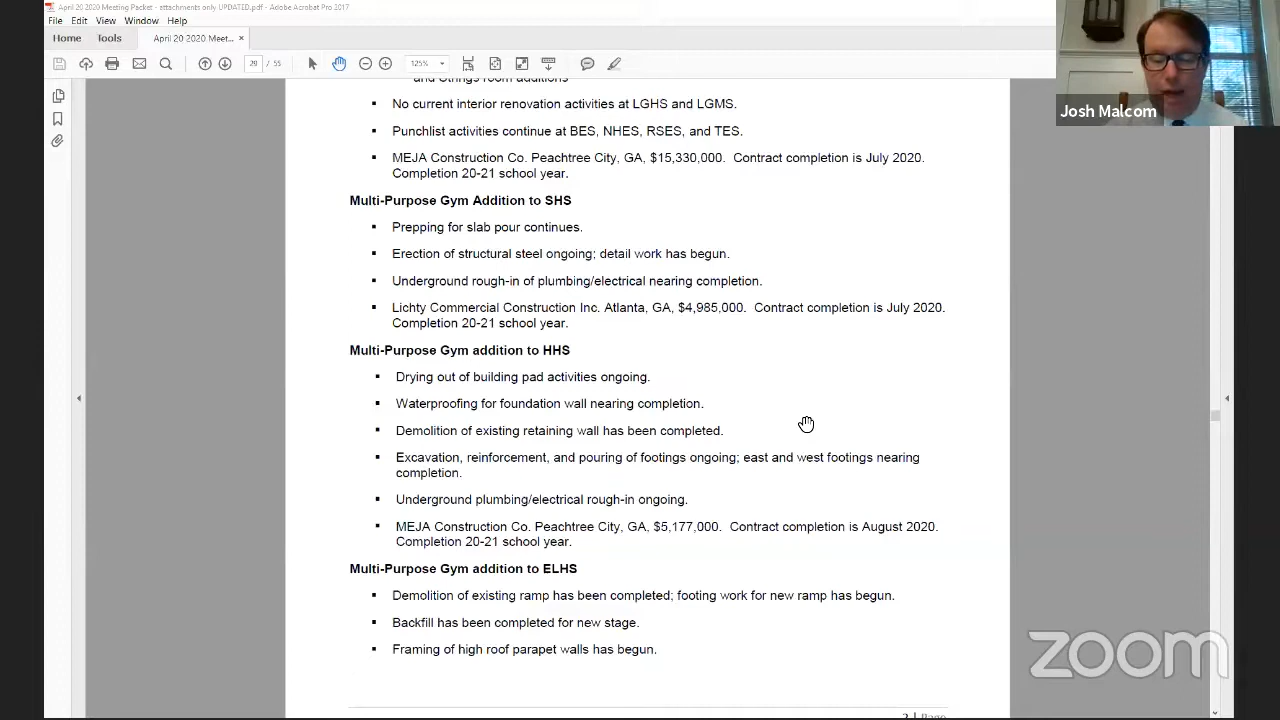 April 20 2020 Meeting Packet - attachments only UPDATED.pdf - Adobe Acrobat Pro 2017
File Edit View Window Help
Home Tools April 20 2020 Meet... ×
29 / 55 125%
and Strings room additions
▪ No current interior renovation activities at LGHS and LGMS.
▪ Punchlist activities continue at BES, NHES, RSES, and TES.
▪ MEJA Construction Co. Peachtree City, GA, $15,330,000. Contract completion is July 2020.
Completion 20-21 school year.
Multi-Purpose Gym Addition to SHS
▪ Prepping for slab pour continues.
▪ Erection of structural steel ongoing; detail work has begun.
▪ Underground rough-in of plumbing/electrical nearing completion.
▪ Lichty Commercial Construction Inc. Atlanta, GA, $4,985,000. Contract completion is July 2020.
Completion 20-21 school year.
Multi-Purpose Gym addition to HHS
▪ Drying out of building pad activities ongoing.
▪ Waterproofing for foundation wall nearing completion.
▪ Demolition of existing retaining wall has been completed.
▪ Excavation, reinforcement, and pouring of footings ongoing; east and west footings nearing
completion.
▪ Underground plumbing/electrical rough-in ongoing.
▪ MEJA Construction Co. Peachtree City, GA, $5,177,000. Contract completion is August 2020.
Completion 20-21 school year.
Multi-Purpose Gym addition to ELHS
▪ Demolition of existing ramp has been completed; footing work for new ramp has begun.
▪ Backfill has been completed for new stage.
▪ Framing of high roof parapet walls has begun.
2 | Page
Josh Malcom
zoom